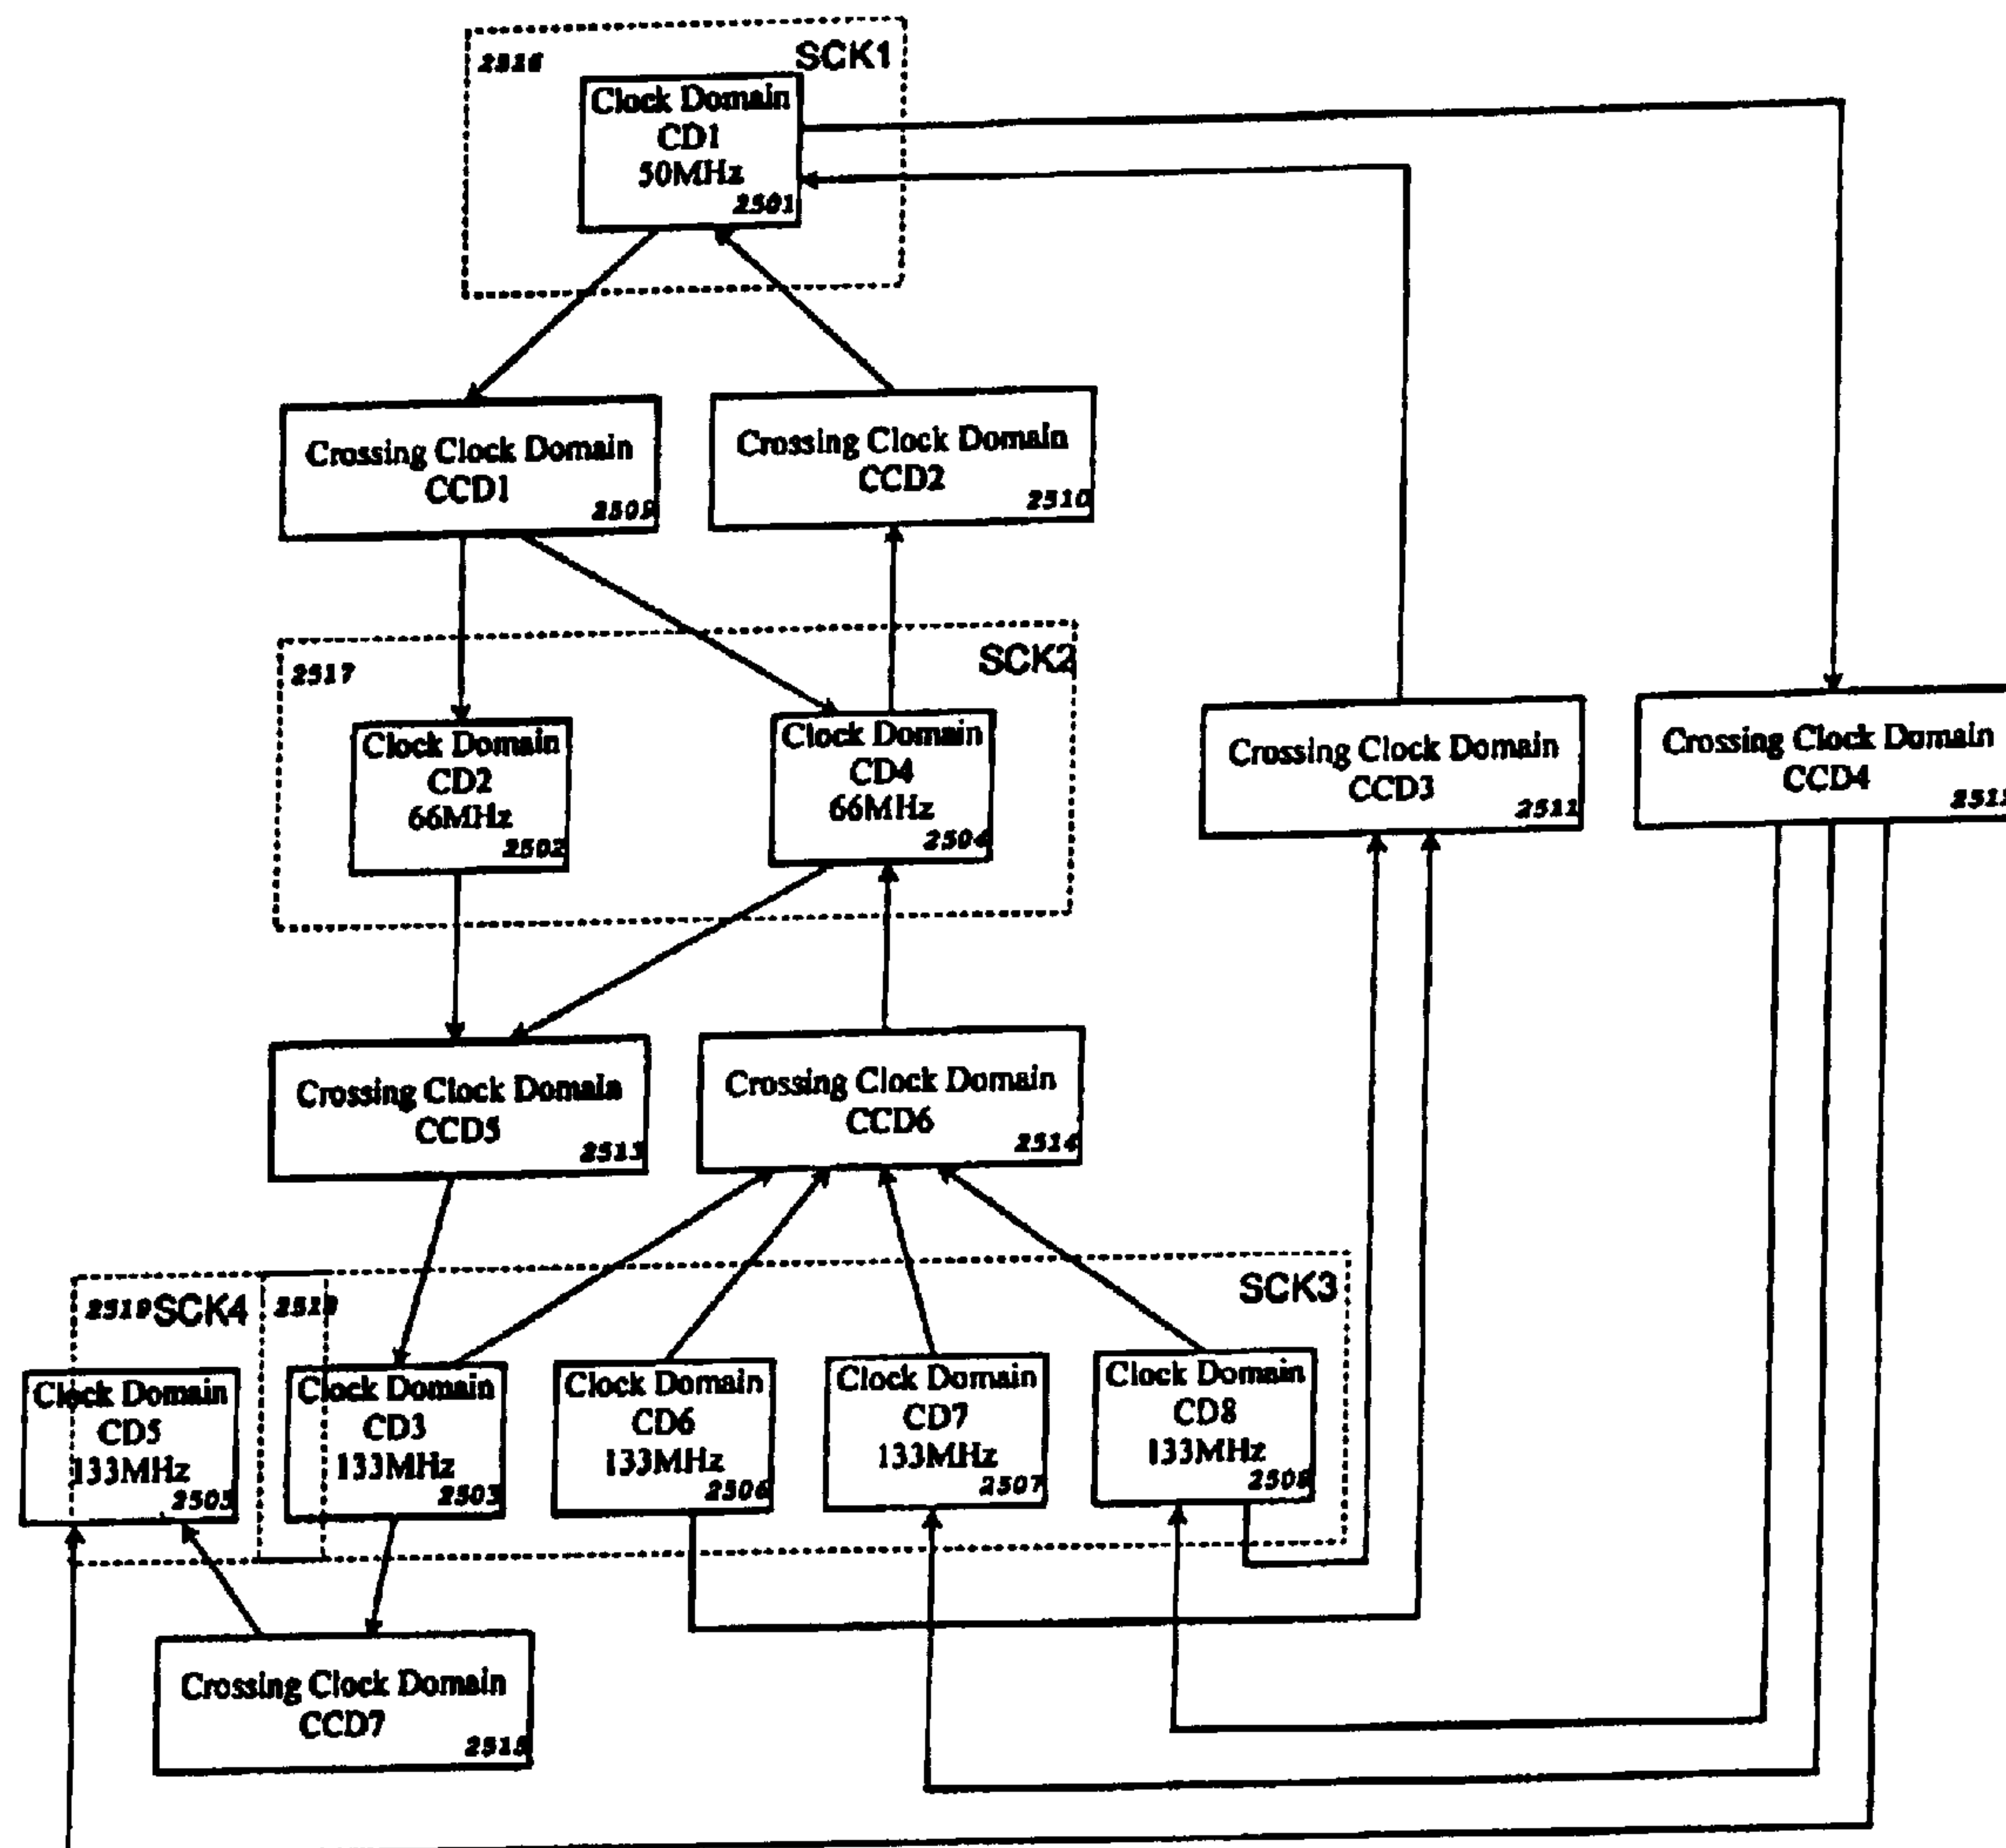 2516
SCK1
Clock Domain
CD1
50MHz
2501
Crossing Clock Domain
CCD1
2509
Crossing Clock Domain
CCD2
2510
2517
SCK2
Clock Domain
CD2
66MHz
2502
Clock Domain
CD4
66MHz
2504
Crossing Clock Domain
CCD3
2511
Crossing Clock Domain
CCD4
Crossing Clock Domain
CCD5
2513
Crossing Clock Domain
CCD6
2514
2519 SCK4
2518
SCK3
Clock Domain
CD5
133MHz
2505
Clock Domain
CD3
133MHz
2503
Clock Domain
CD6
133MHz
2506
Clock Domain
CD7
133MHz
2507
Clock Domain
CD8
133MHz
2508
Crossing Clock Domain
CCD7
2515